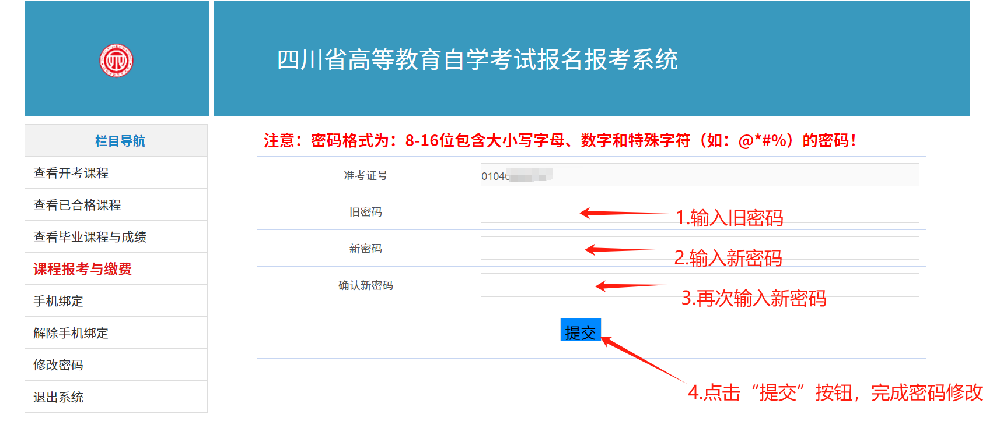 四川省高等教育自学考试报名报考系统
栏目导航
查看开考课程
查看已合格课程
查看毕业课程与成绩
课程报考与缴费
手机绑定
解除手机绑定
修改密码
退出系统
注意：密码格式为：8-16位包含大小写字母、数字和特殊字符（如：@*#%）的密码！
准考证号
0104
旧密码
1.输入旧密码
新密码
2.输入新密码
确认新密码
3.再次输入新密码
提交
4.点击“提交”按钮，完成密码修改